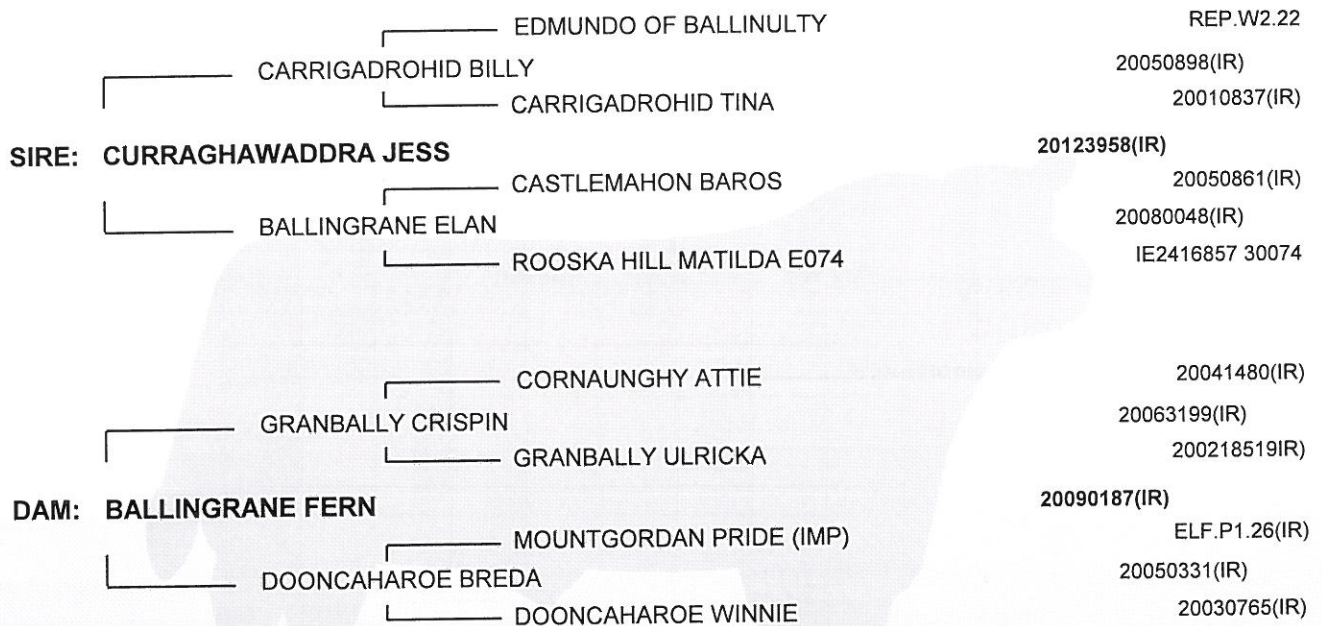 EDMUNDO OF BALLINULTY REP.W2.22
CARRIGADROHID BILLY 20050898(IR)
CARRIGADROHID TINA 20010837(IR)
SIRE: CURRAGHAWADDRA JESS 20123958(IR)
CASTLEMAHON BAROS 20050861(IR)
BALLINGRANE ELAN 20080048(IR)
ROOSKA HILL MATILDA E074 IE2416857 30074
CORNAUNGHY ATTIE 20041480(IR)
GRANBALLY CRISPIN 20063199(IR)
GRANBALLY ULRICKA 200218519IR)
DAM: BALLINGRANE FERN 20090187(IR)
MOUNTGORDAN PRIDE (IMP) ELF.P1.26(IR)
DOONCAHAROE BREDA 20050331(IR)
DOONCAHAROE WINNIE 20030765(IR)